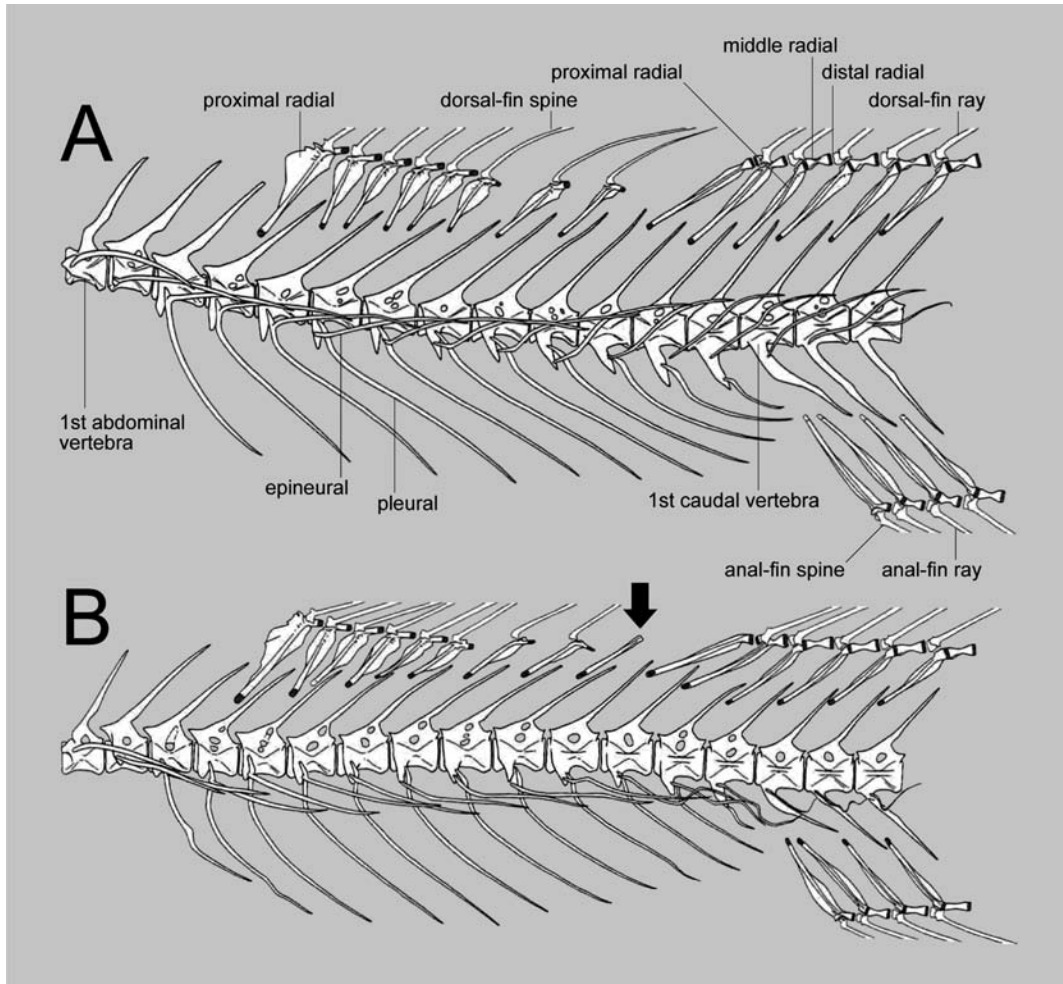 A
middle radial
proximal radial
distal radial
proximal radial
dorsal-fin spine
dorsal-fin ray
1st abdominal
vertebra
epineural
pleural
1st caudal vertebra
anal-fin spine
anal-fin ray
B